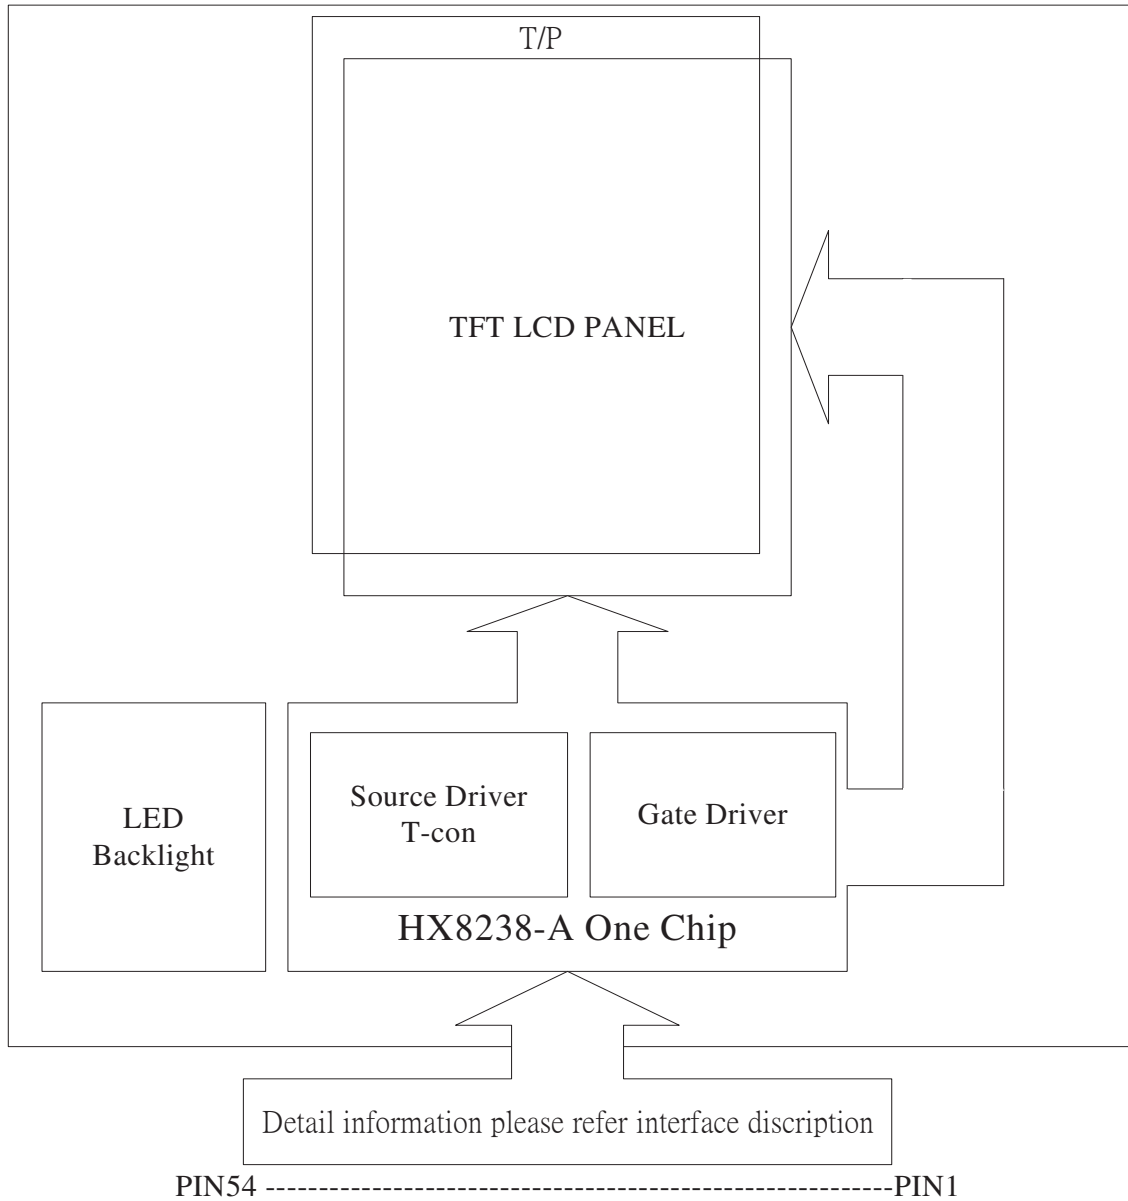 T/P
TFT LCD PANEL
LED
Backlight
Source Driver
T-con
Gate Driver
HX8238-A One Chip
Detail information please refer interface discription
PIN54 ------------------------------------------------PIN1